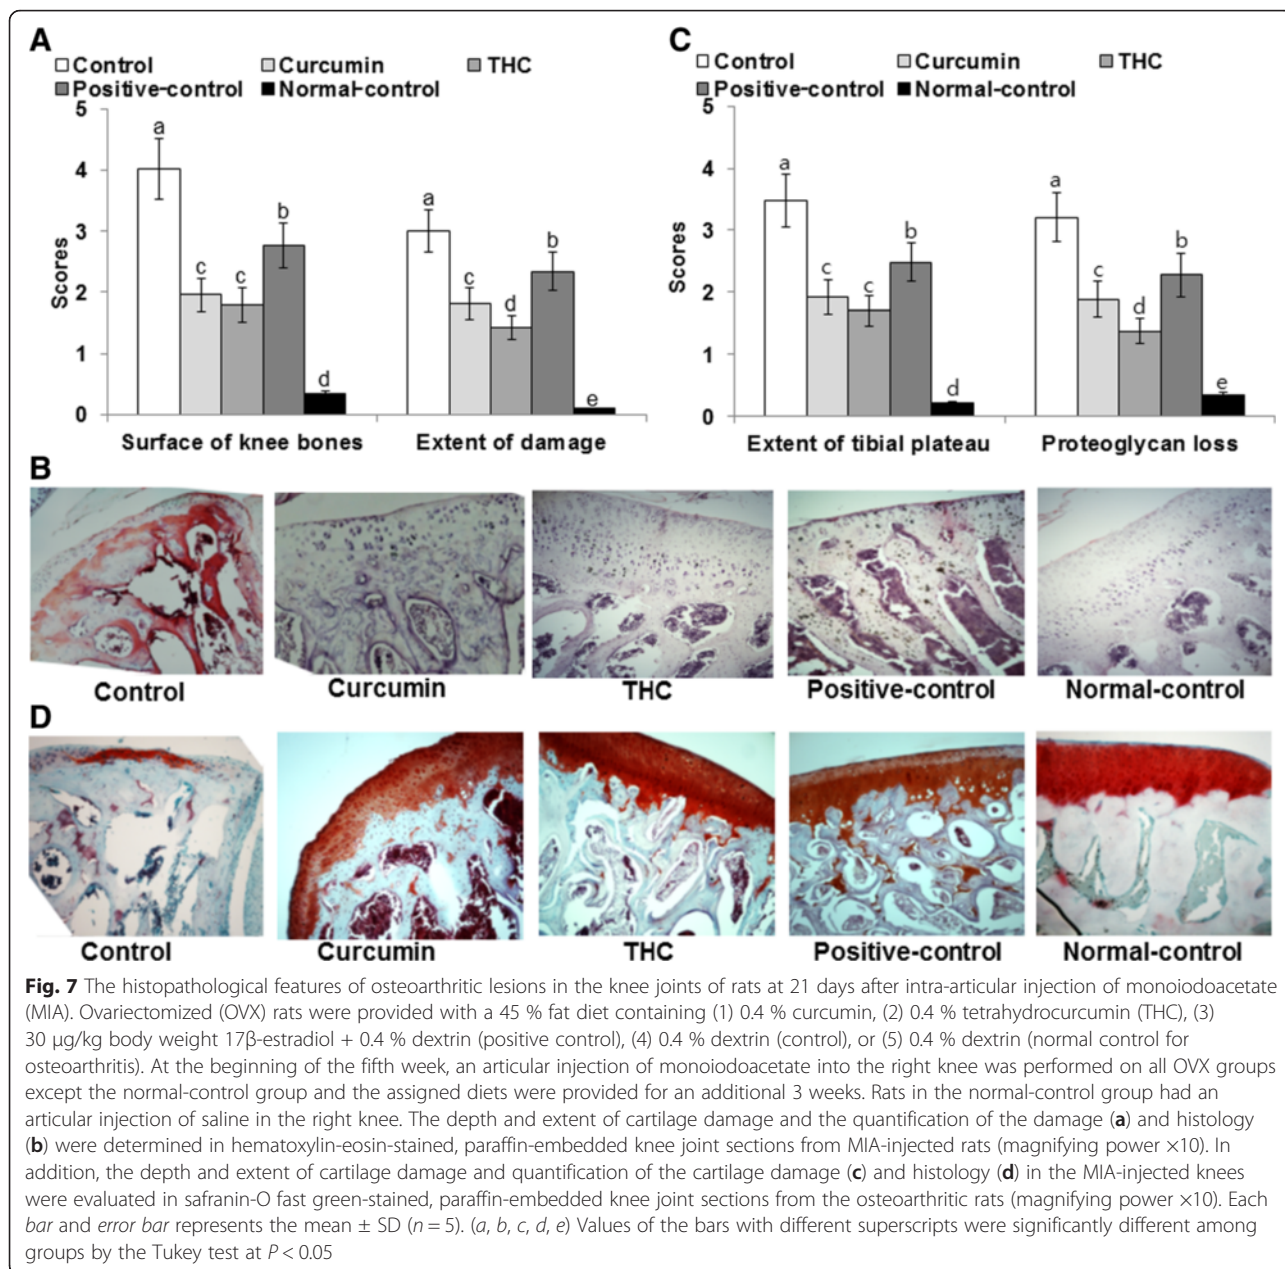 A
Control Curcumin THC
Positive-control Normal-control
5
4
3
2
1
0
Scores
a
c
c
b
d
a
c
d
b
e
Surface of knee bones Extent of damage
C
Control Curcumin THC
Positive-control Normal-control
5
4
3
2
1
0
Scores
a
c
c
b
d
a
c
d
b
e
Extent of tibial plateau Proteoglycan loss
B
Control Curcumin THC Positive-control Normal-control
D
Control Curcumin THC Positive-control Normal-control
Fig. 7 The histopathological features of osteoarthritic lesions in the knee joints of rats at 21 days after intra-articular injection of monoiodoacetate
(MIA). Ovariectomized (OVX) rats were provided with a 45 % fat diet containing (1) 0.4 % curcumin, (2) 0.4 % tetrahydrocurcumin (THC), (3)
30 μg/kg body weight 17β-estradiol + 0.4 % dextrin (positive control), (4) 0.4 % dextrin (control), or (5) 0.4 % dextrin (normal control for
osteoarthritis). At the beginning of the fifth week, an articular injection of monoiodoacetate into the right knee was performed on all OVX groups
except the normal-control group and the assigned diets were provided for an additional 3 weeks. Rats in the normal-control group had an
articular injection of saline in the right knee. The depth and extent of cartilage damage and the quantification of the damage (a) and histology
(b) were determined in hematoxylin-eosin-stained, paraffin-embedded knee joint sections from MIA-injected rats (magnifying power ×10). In
addition, the depth and extent of cartilage damage and quantification of the cartilage damage (c) and histology (d) in the MIA-injected knees
were evaluated in safranin-O fast green-stained, paraffin-embedded knee joint sections from the osteoarthritic rats (magnifying power ×10). Each
bar and error bar represents the mean ± SD (n = 5). (a, b, c, d, e) Values of the bars with different superscripts were significantly different among
groups by the Tukey test at P < 0.05